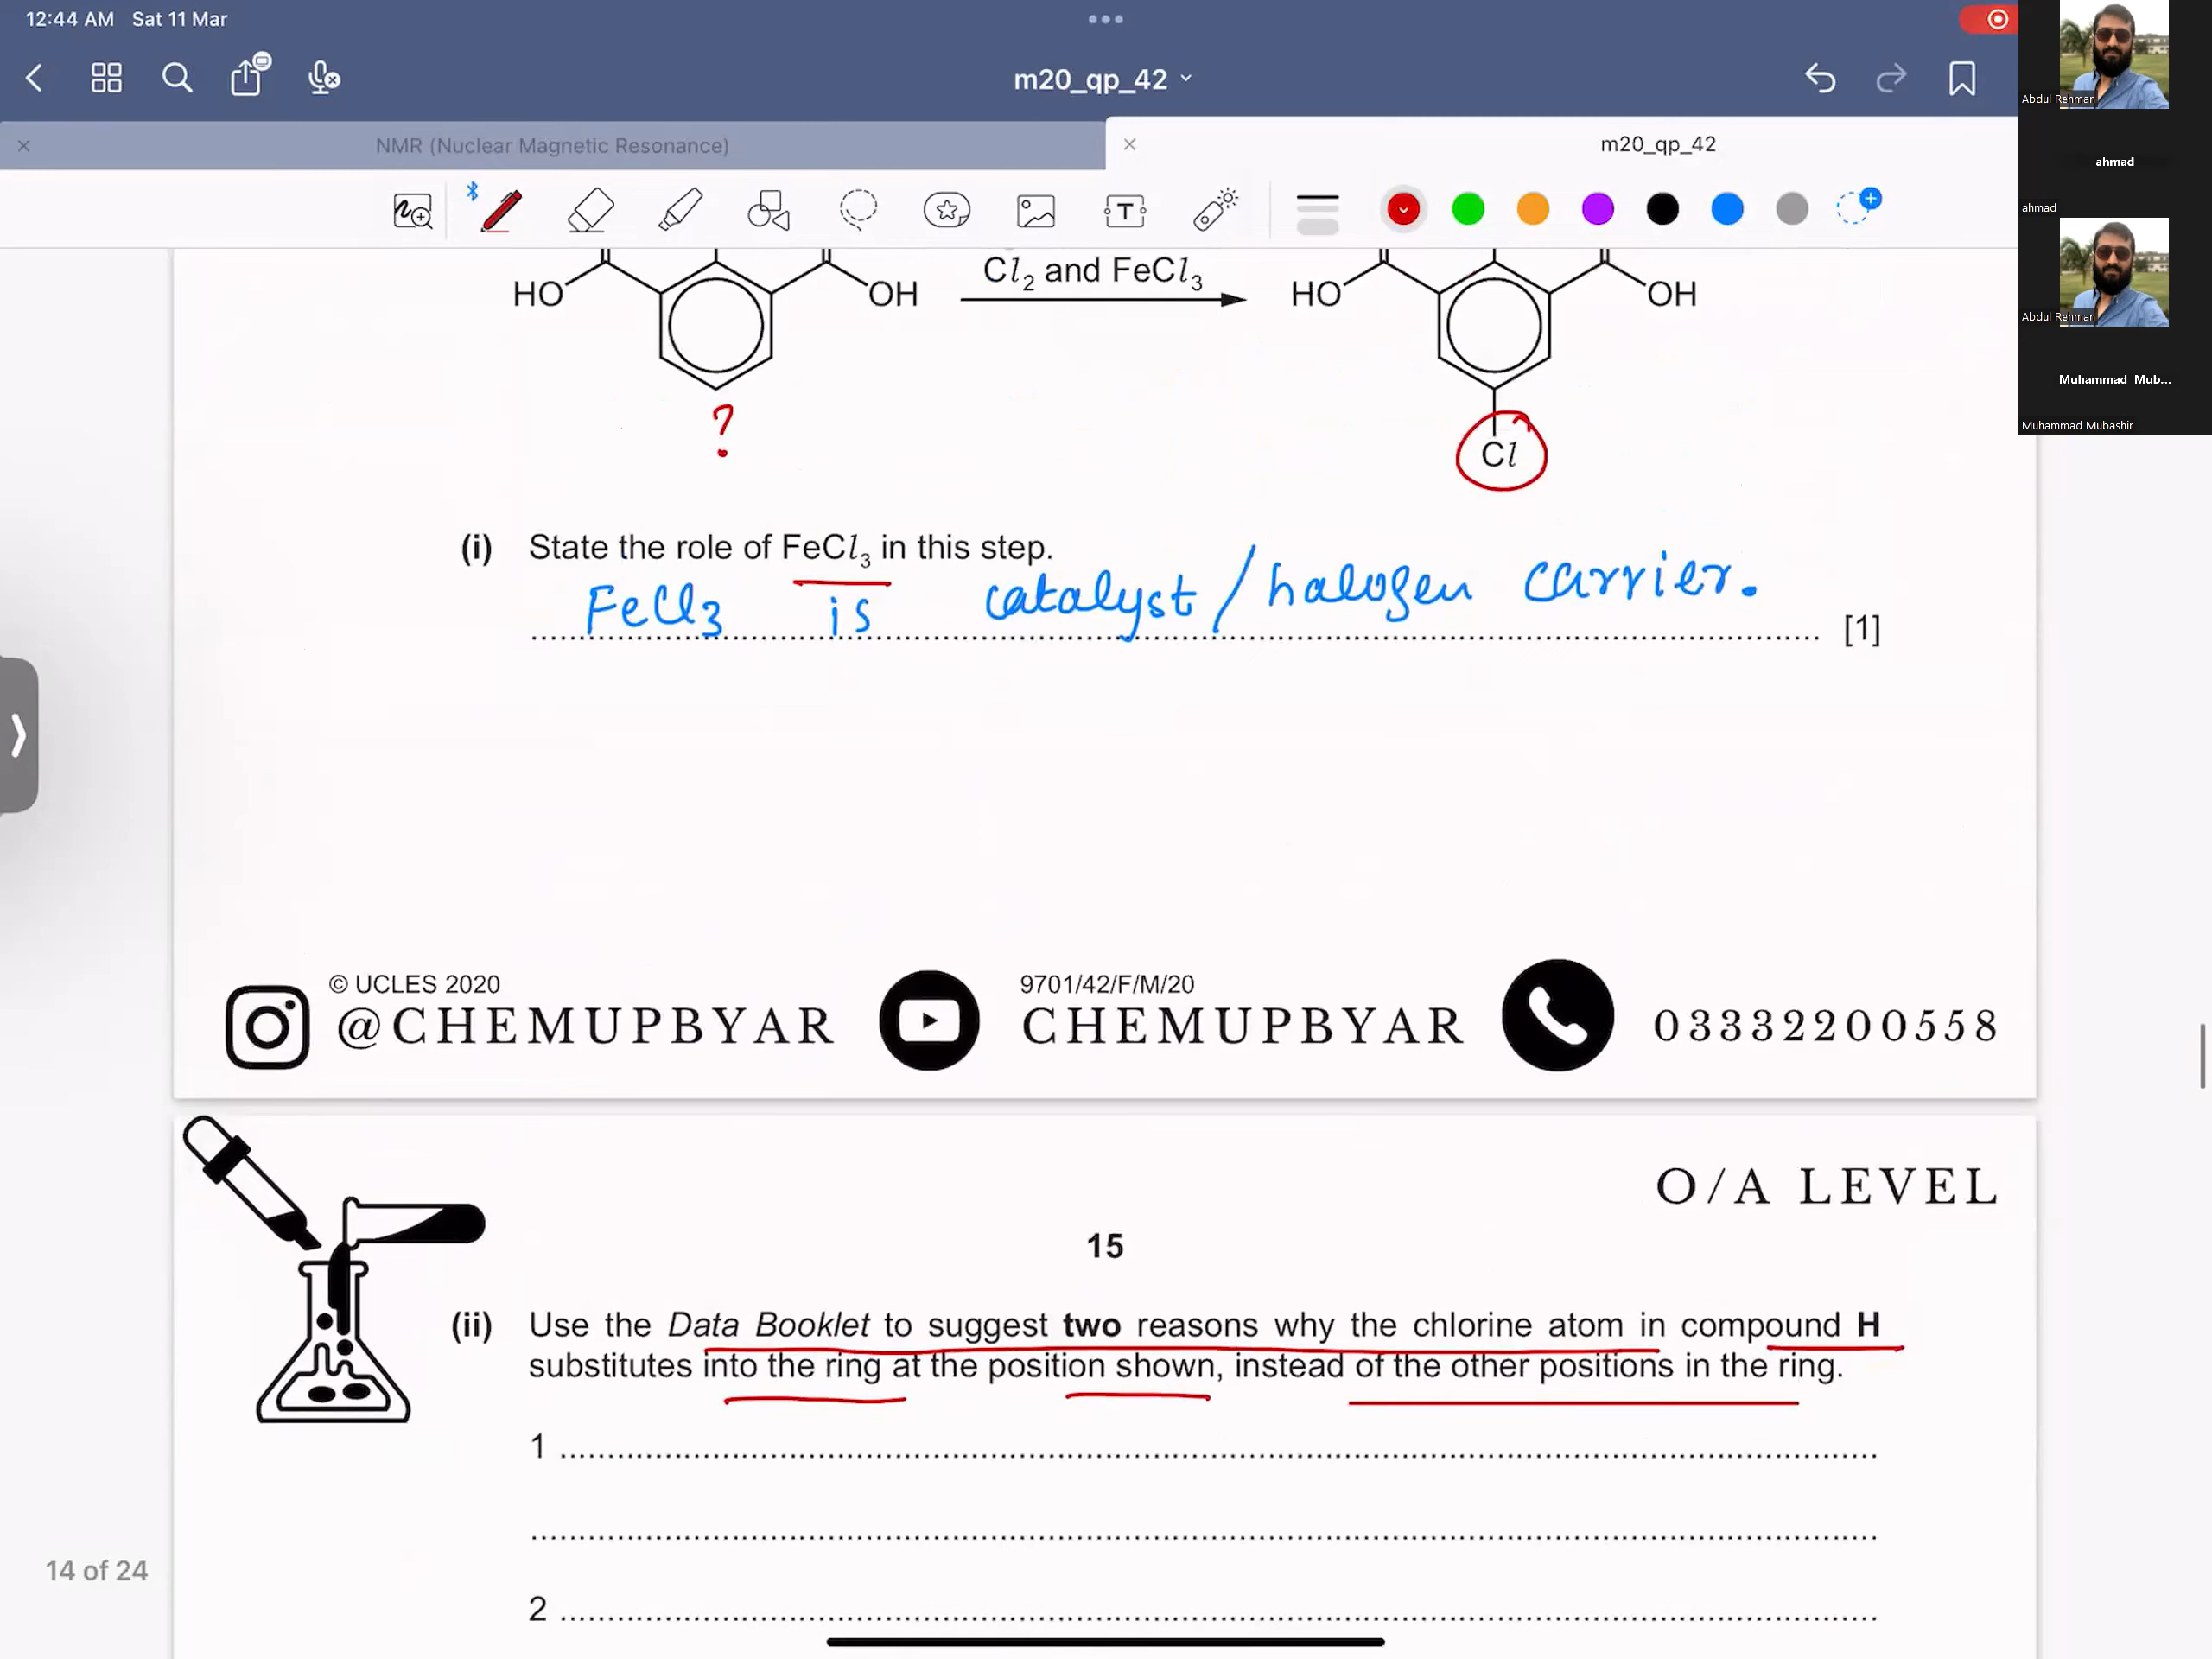 12:44 AM Sat 11 Mar
m20_qp_42
NMR (Nuclear Magnetic Resonance)
m20_qp_42
Abdul Rehman
ahmad
ahmad
Abdul Rehman
Muhammad Mub...
Muhammad Mubashir
T
HO OH Cl2 and FeCl3 HO OH
?
Cl
(i) State the role of FeCl3 in this step.
FeCl3 is catalyst / halogen carrier.
[1]
© UCLES 2020 9701/42/F/M/20
@CHEMUPBYAR CHEMUPBYAR 03332200558
O/A LEVEL
15
(ii) Use the Data Booklet to suggest two reasons why the chlorine atom in compound H
substitutes into the ring at the position shown, instead of the other positions in the ring.
1
2
14 of 24